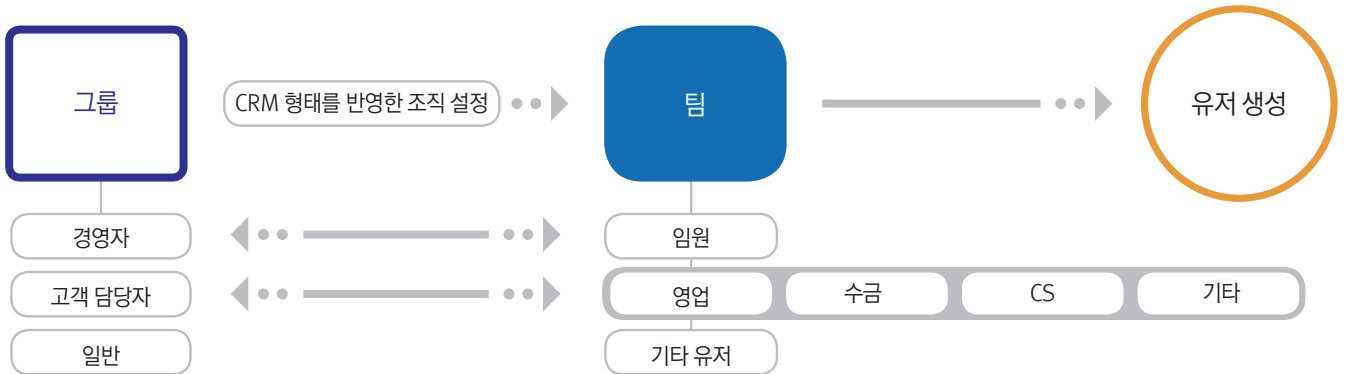 그룹
CRM 형태를 반영한 조직 설정
팀
유저 생성
경영자
임원
고객 담당자
영업
수금
CS
기타
일반
기타 유저